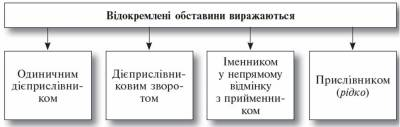 Відокремлені обставини виражаються
Одиничним
дієприслівни-
ком
Дієприслівни-
ковим зворо-
том
Іменником
у непрямому
відмінку
з прийменни-
ком
Прислівником
(рідко)